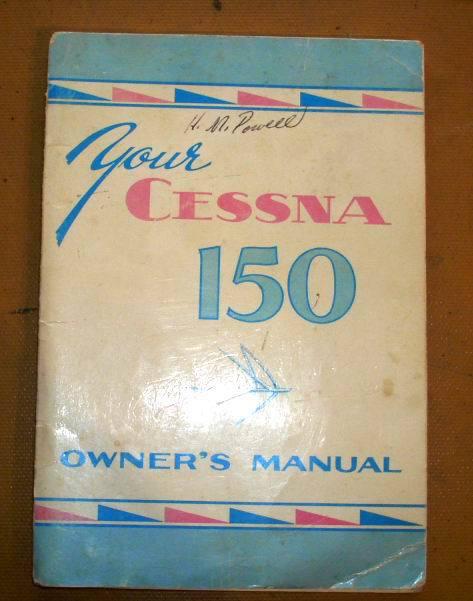 H. M. Powell
Your
CESSNA
150
OWNER'S MANUAL